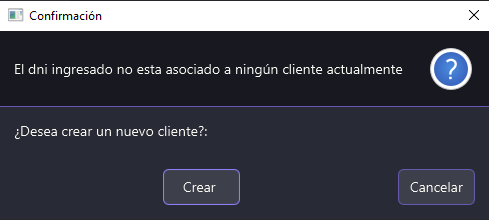 Confirmación
El dni ingresado no esta asociado a ningún cliente actualmente
?
¿Desea crear un nuevo cliente?:
Crear
Cancelar